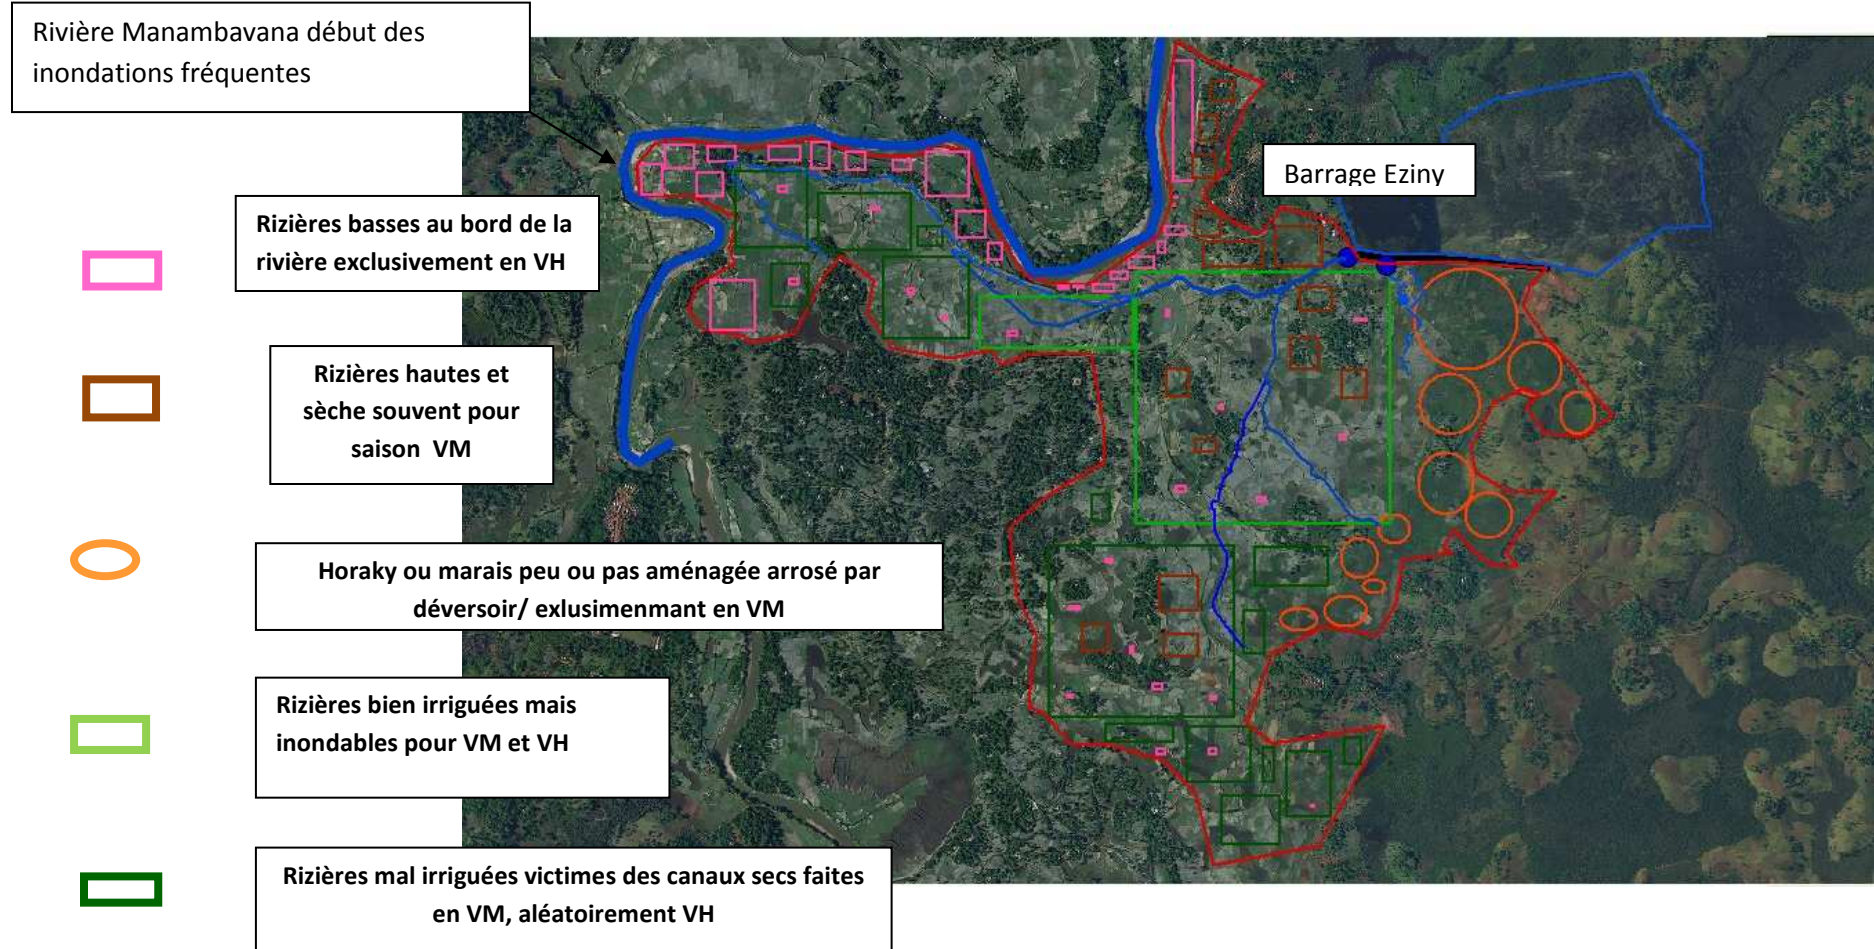 Rivière Manambavana début des
inondations fréquentes
Barrage Eziny
Rizières basses au bord de la
rivière exclusivement en VH
Rizières hautes et
sèche souvent pour
saison VM
Horaky ou marais peu ou pas aménagée arrosé par
déversoir/ exlusimenmant en VM
Rizières bien irriguées mais
inondables pour VM et VH
Rizières mal irriguées victimes des canaux secs faites
en VM, aléatoirement VH